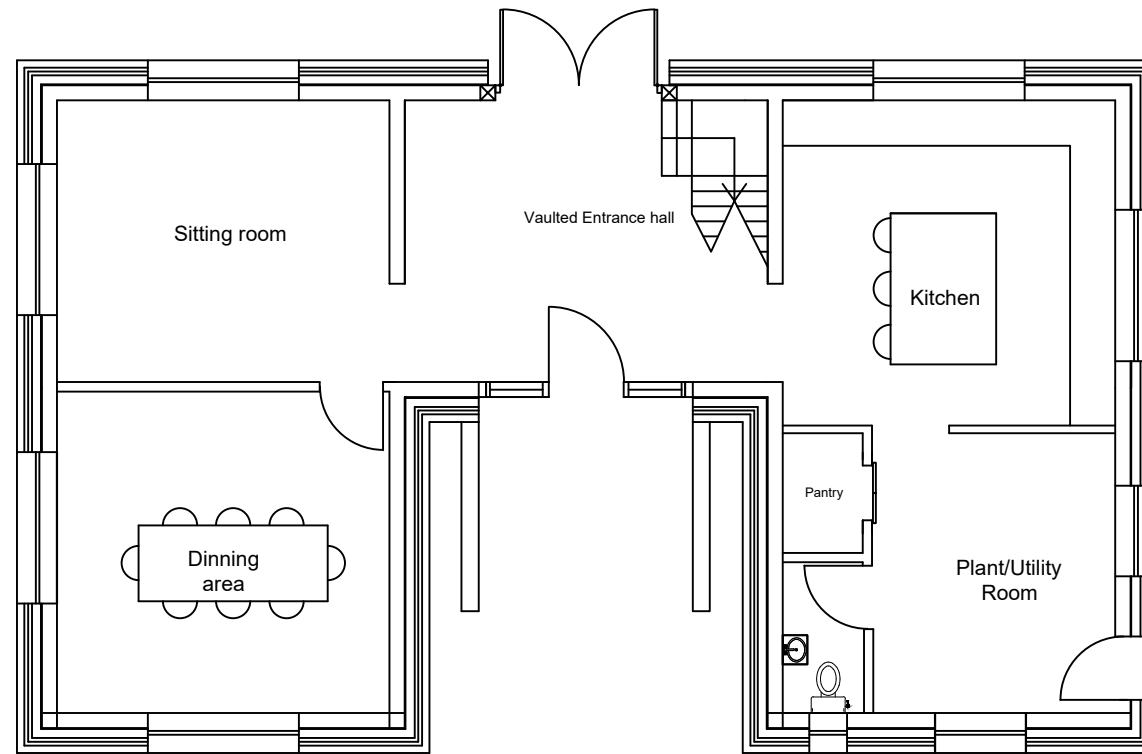 Vaulted Entrance hall
Sitting room
Kitchen
Pantry
Dinning
area
Plant/Utility
Room